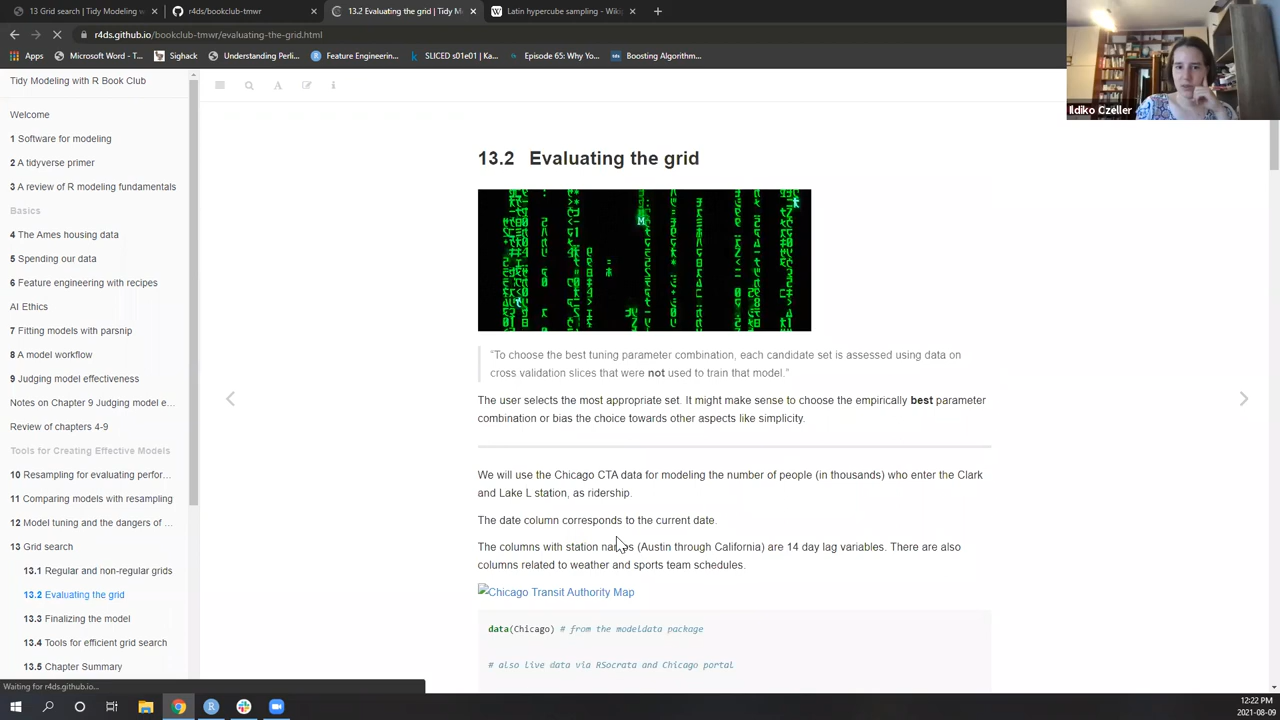 13 Grid search | Tidy Modeling w
r4ds/bookclub-tmwr
13.2 Evaluating the grid | Tidy M
Latin hypercube sampling - Wiki
r4ds.github.io/bookclub-tmwr/evaluating-the-grid.html
Apps
Microsoft Word - T...
Sighack
Understanding Perli...
Feature Engineerin...
SLICED s01e01 | Ka...
Episode 65: Why Yo...
Boosting Algorithm...
Ildiko Czeller
Tidy Modeling with R Book Club
Welcome
1 Software for modeling
2 A tidyverse primer
3 A review of R modeling fundamentals
Basics
4 The Ames housing data
5 Spending our data
6 Feature engineering with recipes
AI Ethics
7 Fitting models with parsnip
8 A model workflow
9 Judging model effectiveness
Notes on Chapter 9 Judging model e...
Review of chapters 4-9
Tools for Creating Effective Models
10 Resampling for evaluating perfor...
11 Comparing models with resampling
12 Model tuning and the dangers of ...
13 Grid search
13.1 Regular and non-regular grids
13.2 Evaluating the grid
13.3 Finalizing the model
13.4 Tools for efficient grid search
13.5 Chapter Summary
Waiting for r4ds.github.io...
13.2 Evaluating the grid
“To choose the best tuning parameter combination, each candidate set is assessed using data on
cross validation slices that were not used to train that model.”
The user selects the most appropriate set. It might make sense to choose the empirically best parameter
combination or bias the choice towards other aspects like simplicity.
We will use the Chicago CTA data for modeling the number of people (in thousands) who enter the Clark
and Lake L station, as ridership.
The date column corresponds to the current date.
The columns with station names (Austin through California) are 14 day lag variables. There are also
columns related to weather and sports team schedules.
Chicago Transit Authority Map
data(Chicago) # from the modeldata package
# also live data via RSocrata and Chicago portal
12:22 PM
2021-08-09